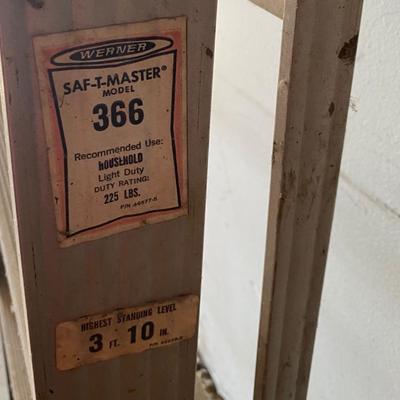 WERNER
SAF-T-MASTER®
MODEL
366
Recommended Use:
HOUSEHOLD
Light Duty
DUTY RATING:
225 LBS.
HIGHEST STANDING LEVEL
3 FT. 10 IN.